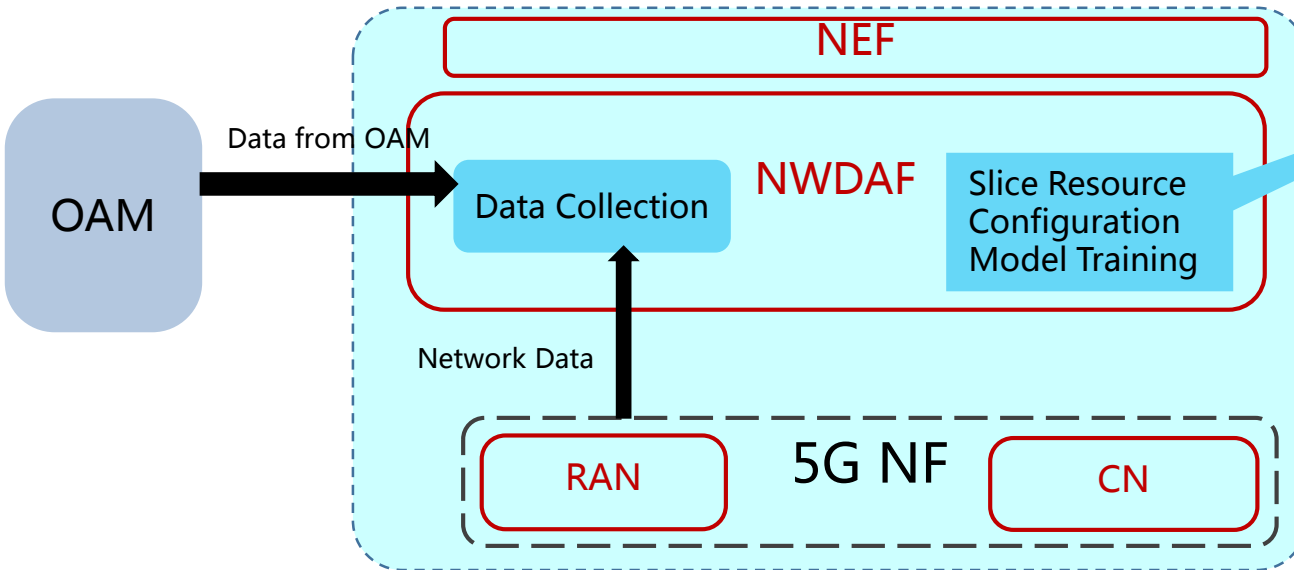 NEF
Data from OAM
OAM
Data Collection
NWDAF
Slice Resource
Configuration
Model Training
Network Data
RAN
5G NF
CN